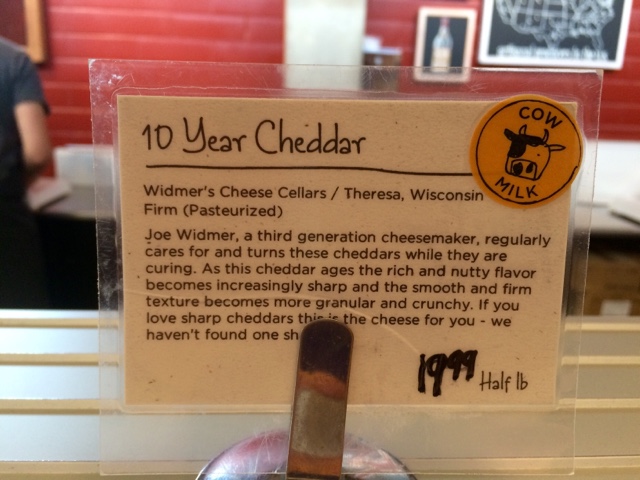 10 Year Cheddar
COW
MILK
Widmer's Cheese Cellars / Theresa, Wisconsin
Firm (Pasteurized)
Joe Widmer, a third generation cheesemaker, regularly
cares for and turns these cheddars while they are
curing. As this cheddar ages the rich and nutty flavor
becomes increasingly sharp and the smooth and firm
texture becomes more granular and crunchy. If you
love sharp cheddars this is the cheese for you - we
haven't found one
19.99 Half lb